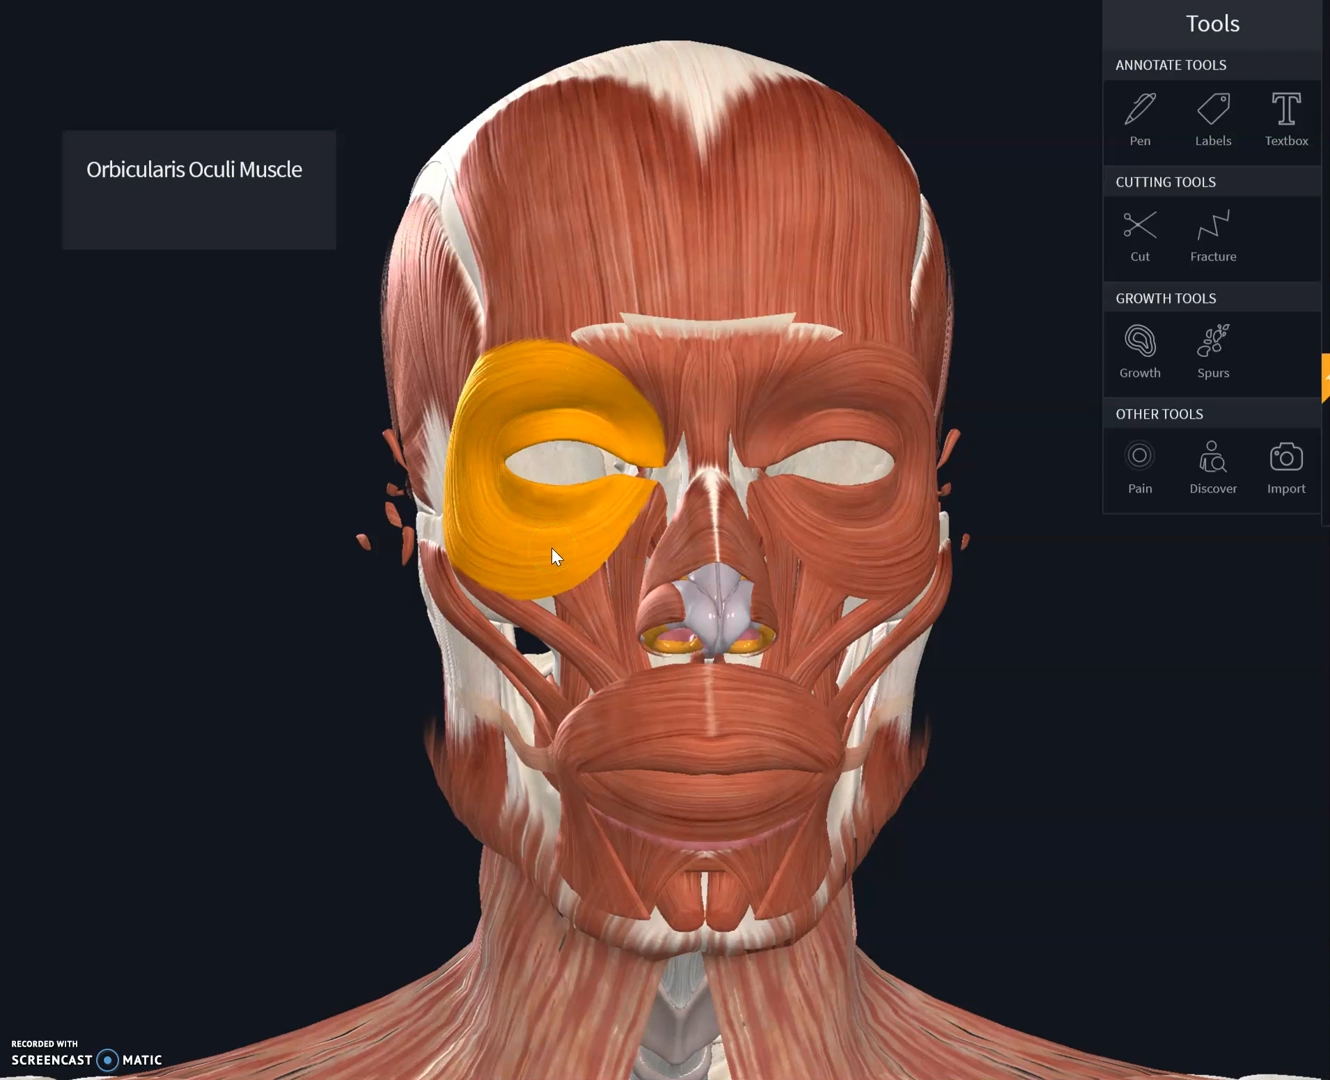 Tools
ANNOTATE TOOLS
Pen Labels Textbox
Orbicularis Oculi Muscle
CUTTING TOOLS
Cut Fracture
GROWTH TOOLS
Growth Spurs
OTHER TOOLS
Pain Discover Import
RECORDED WITH
SCREENCAST MATIC